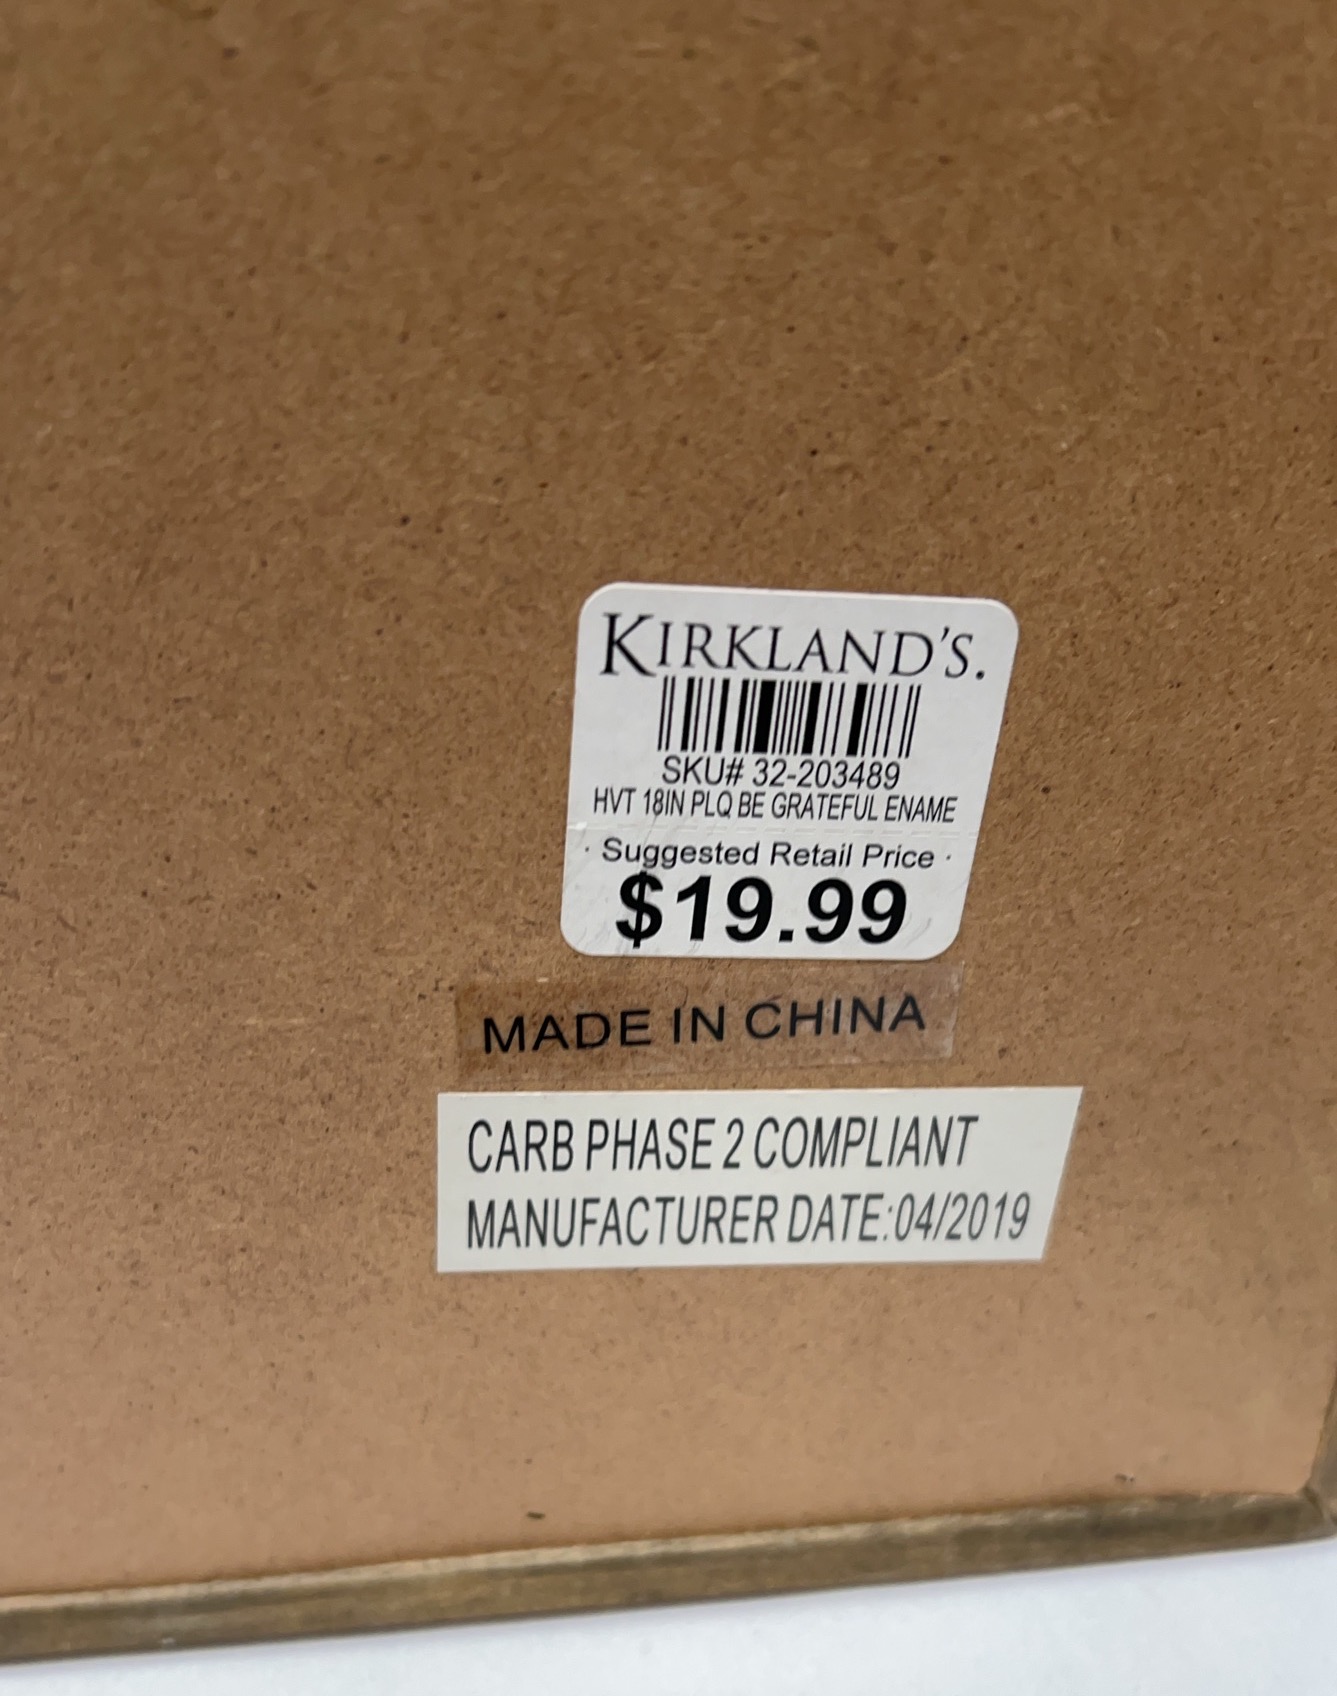 KIRKLAND'S.
SKU# 32-203489
HVT 18IN PLQ BE GRATEFUL ENAME
· Suggested Retail Price ·
$19.99
MADE IN CHINA
CARB PHASE 2 COMPLIANT
MANUFACTURER DATE:04/2019